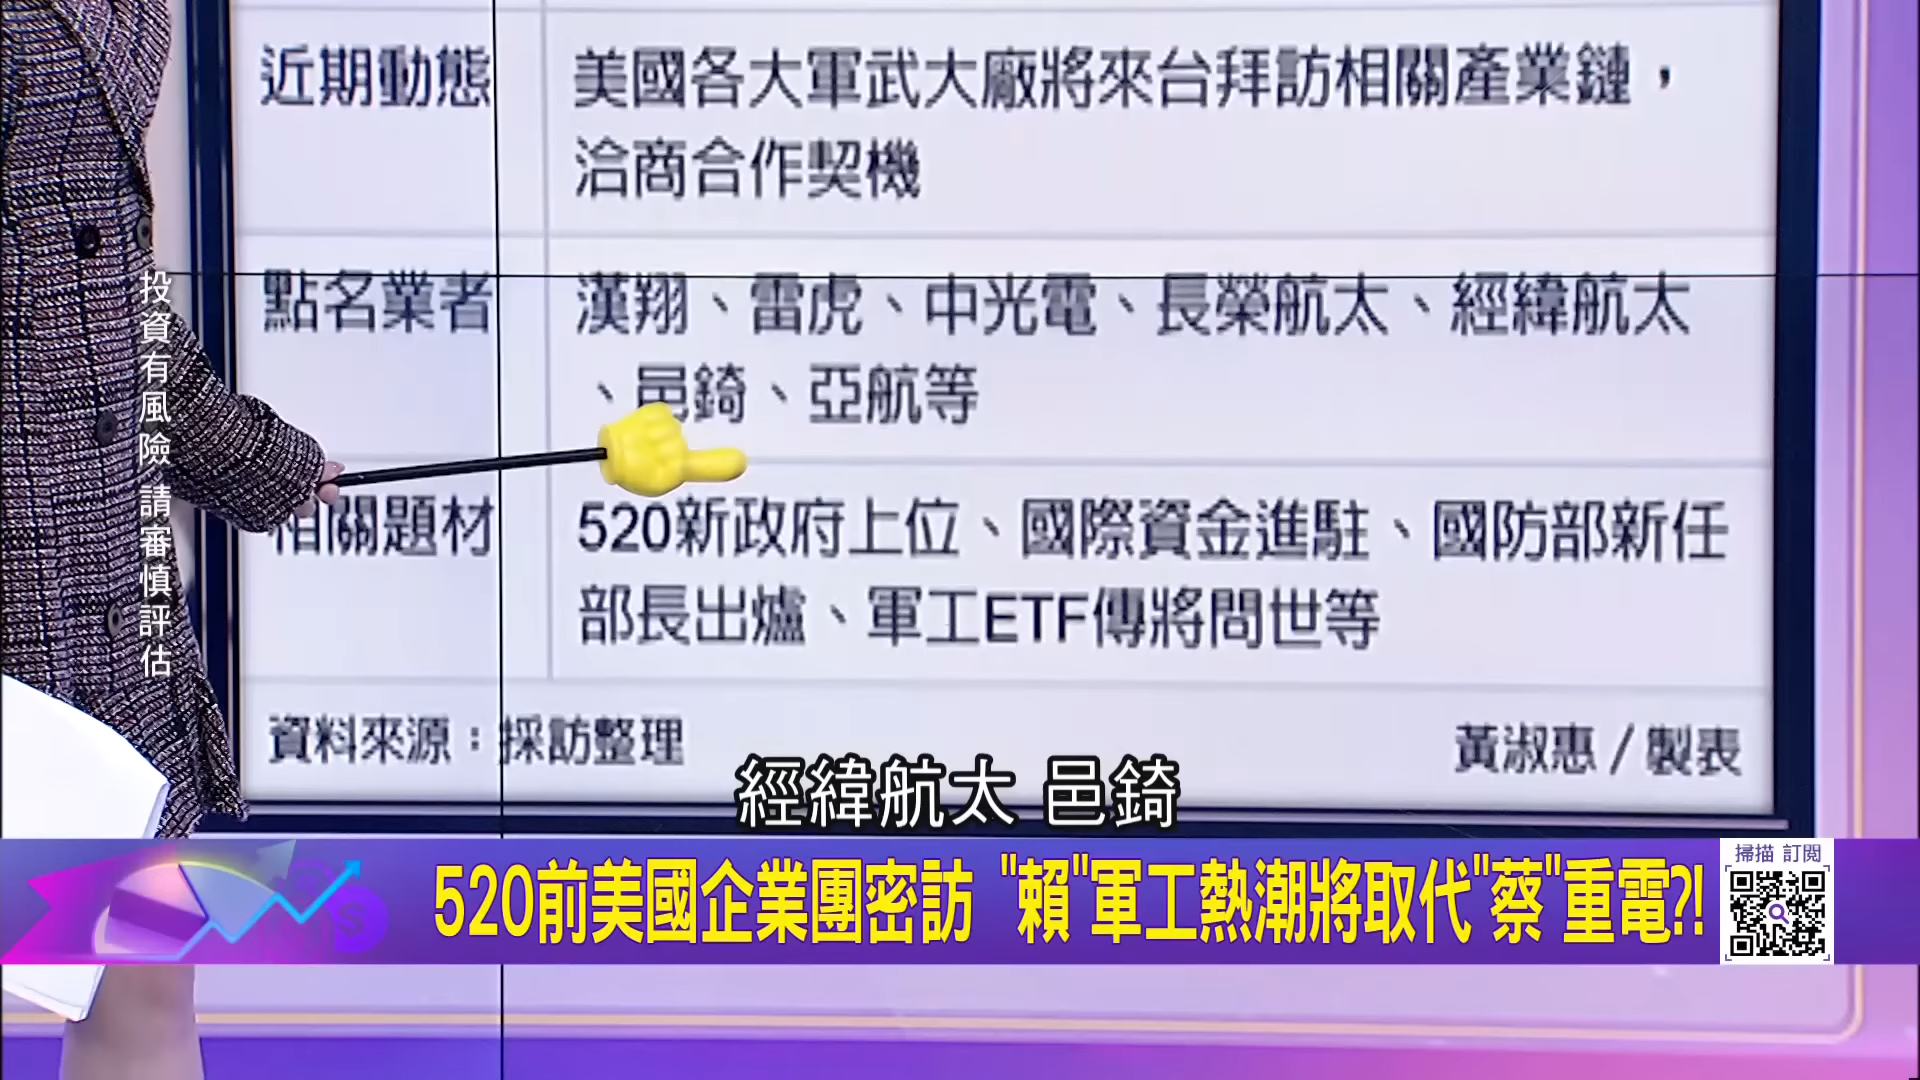 近期動態
美國各大軍武大廠將來台拜訪相關產業鏈，
洽商合作契機
點名業者
漢翔、雷虎、中光電、長榮航太、經緯航太
、邑錡、亞航等
相關題材
520新政府上位、國際資金進駐、國防部新任
部長出爐、軍工ETF傳將問世等
資料來源：採訪整理
黃淑惠／製表
投資有風險 請審慎評估
經緯航太 邑錡
520前美國企業團密訪 "賴"軍工熱潮將取代"蔡"重電?!
掃描 訂閱